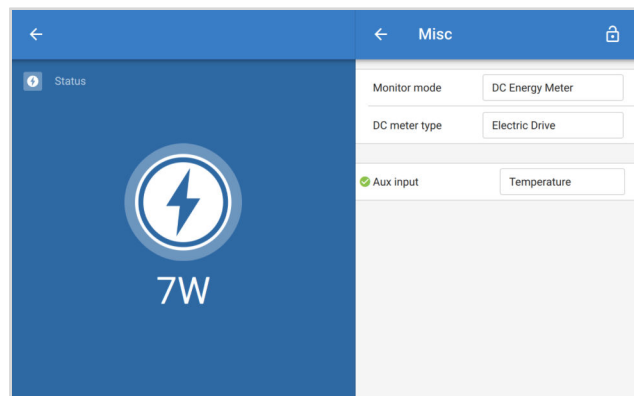 Status
7W
Misc
Monitor mode DC Energy Meter
DC meter type Electric Drive
Aux input Temperature